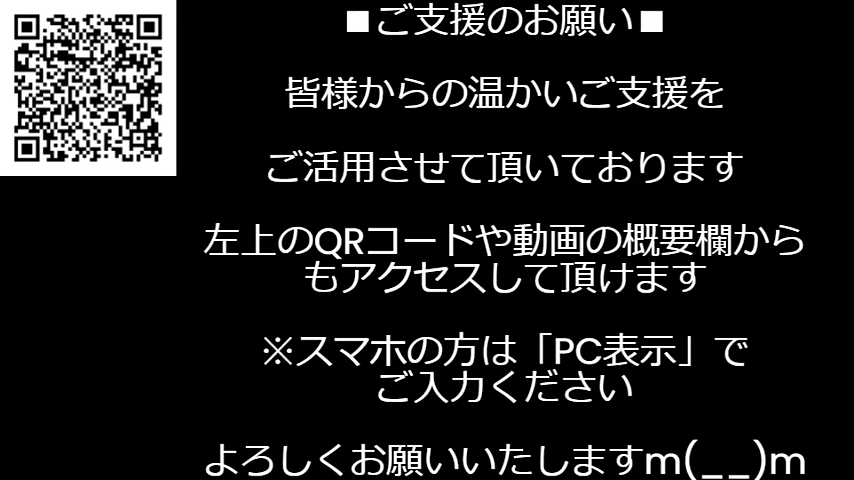 ■ご支援のお願い■
皆様からの温かいご支援を
ご活用させて頂いております
左上のQRコードや動画の概要欄から
もアクセスして頂けます
※スマホの方は「PC表示」で
ご入力ください
よろしくお願いいたしますm(__)m